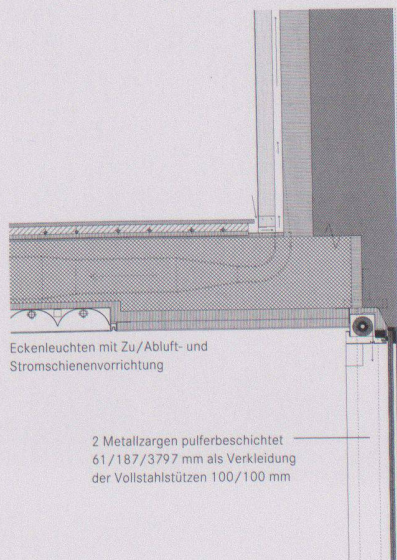 Eckenleuchten mit Zu/Abluft- und
Stromschienenvorrichtung
2 Metallzargen pulferbeschichtet
61/187/3797 mm als Verkleidung
der Vollstahlstützen 100/100 mm